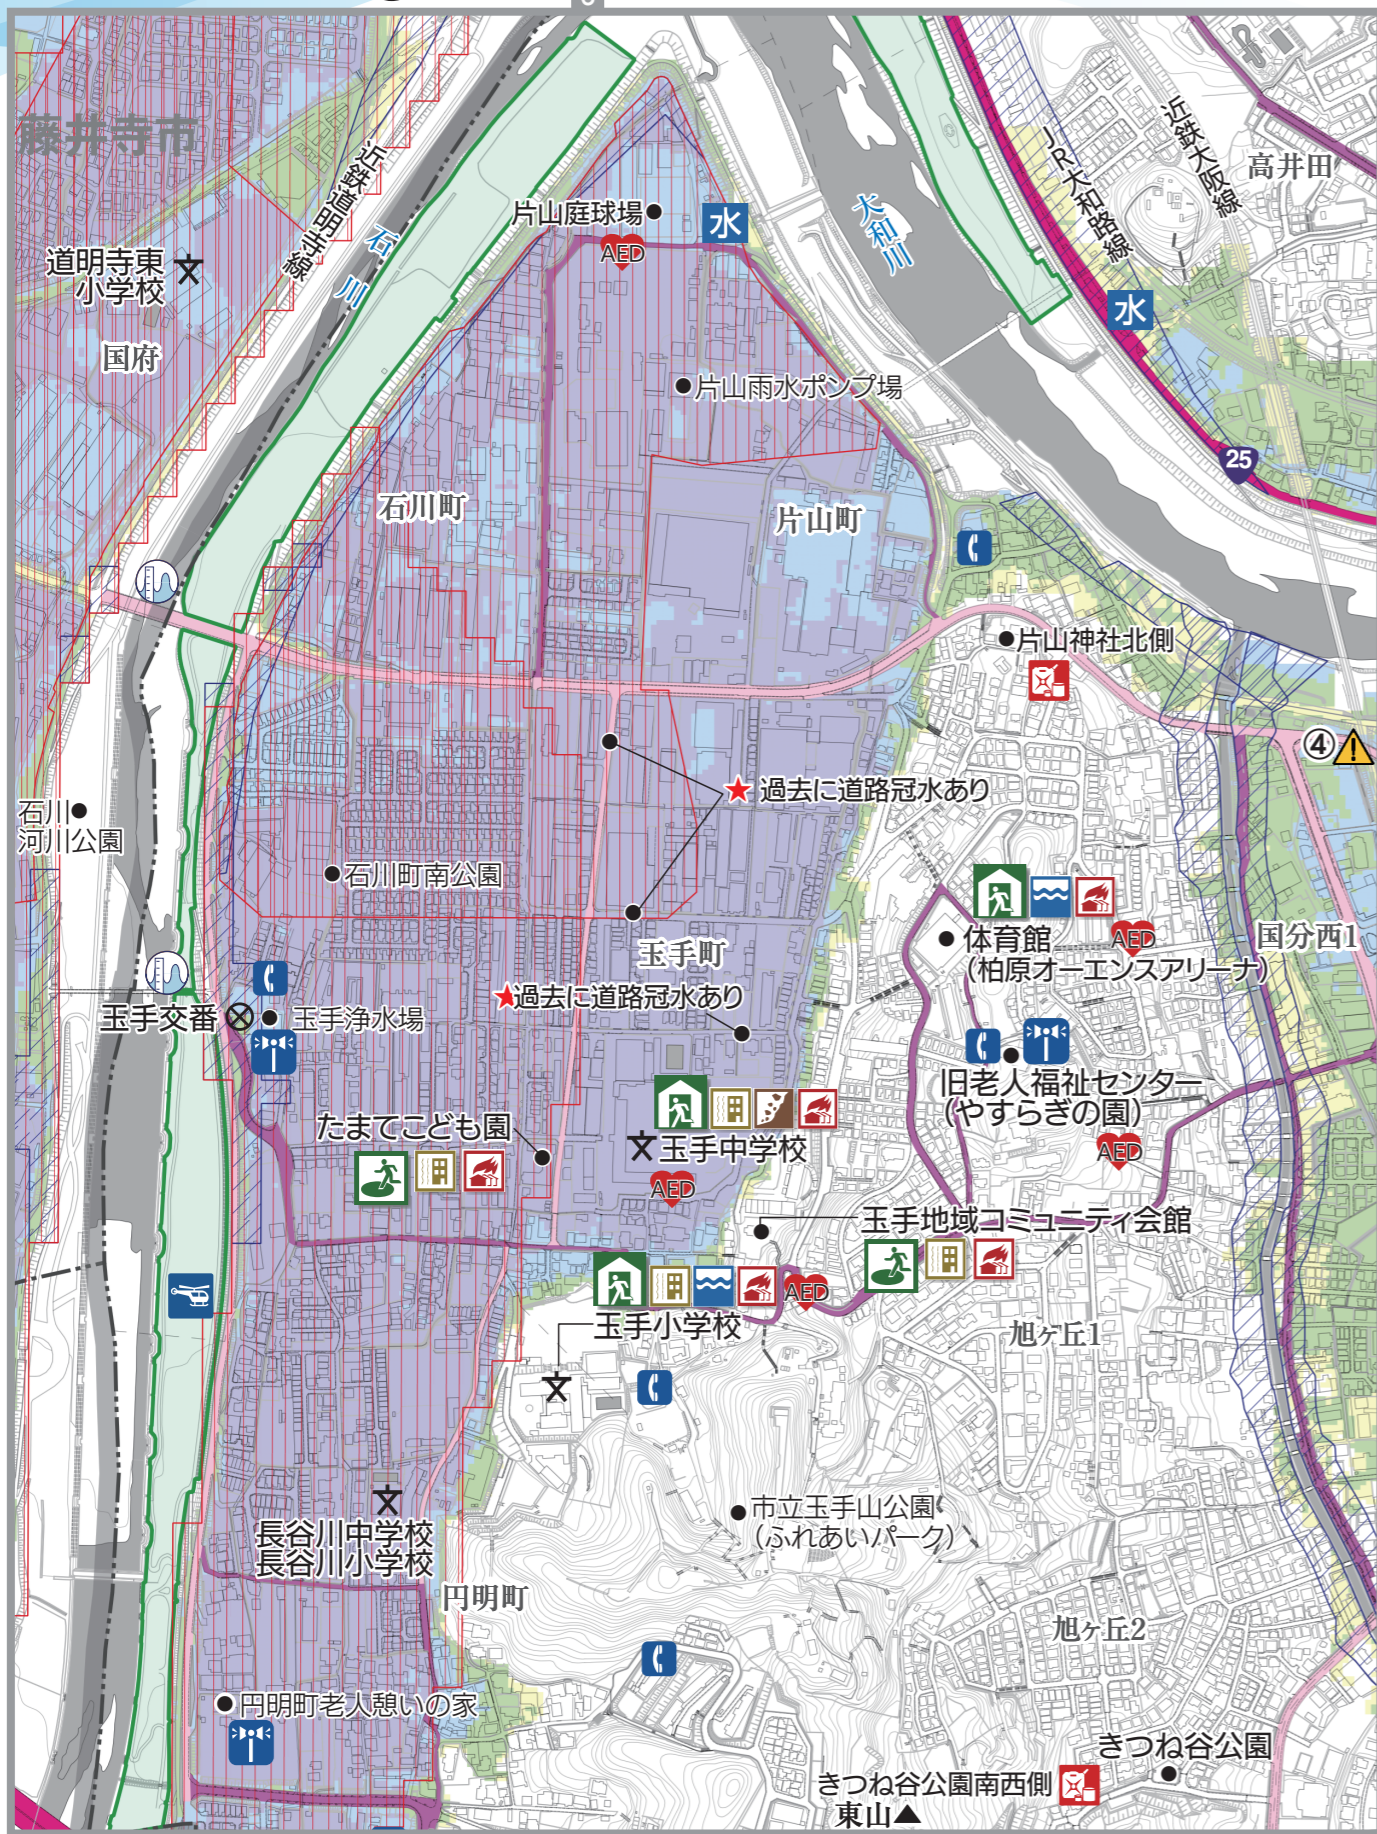 藤井寺市
近鉄道明寺線
石川
道明寺東
小学校
国府
片山庭球場
水
AED
大和川
JR大和路線
近鉄大阪線
高井田
水
片山雨水ポンプ場
25
石川町
片山町
片山神社北側
④
過去に道路冠水あり
石川
河川公園
石川町南公園
体育館
(柏原オーエンスアリーナ)
AED
国分西1
玉手町
過去に道路冠水あり
玉手交番
玉手浄水場
旧老人福祉センター
(やすらぎの園)
AED
たまてこども園
玉手中学校
AED
玉手地域コミュニティ会館
AED
玉手小学校
旭ヶ丘1
長谷川中学校
長谷川小学校
市立玉手山公園
(ふれあいパーク)
円明町
旭ヶ丘2
円明町老人憩いの家
きつね谷公園
きつね谷公園南西側
東山▲